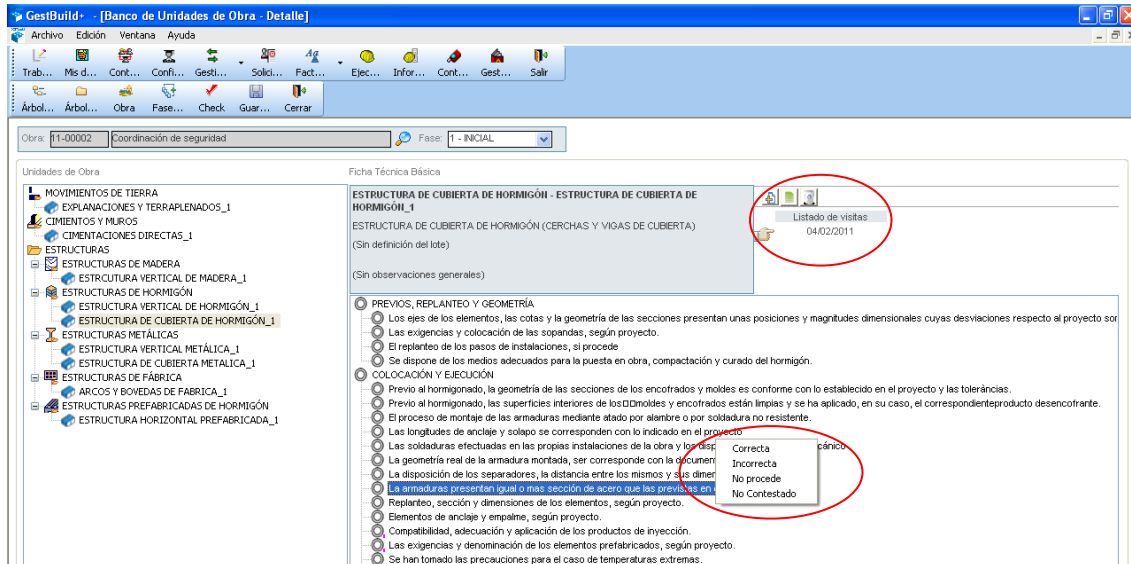 GestBuild+ - [Banco de Unidades de Obra - Detalle]
Archivo Edición Ventana Ayuda
Trab... Mis d... Cont... Confi... Gesti... Solici... Fact... Ejec... Infor... Cont... Gest... Salir
Árbol... Árbol... Obra Fase... Check Guar... Cerrar
Obra: 11-00002 Coordinación de seguridad Fase: 1 - INICIAL
Unidades de Obra
MOVIMIENTOS DE TIERRA
EXPLANACIONES Y TERRAPLENADOS_1
CIMIENTOS Y MUROS
CIMENTACIONES DIRECTAS_1
ESTRUCTURAS
ESTRUCTURAS DE MADERA
ESTRCUTURA VERTICAL DE MADERA_1
ESTRUCTURAS DE HORMIGÓN
ESTRUCTURA VERTICAL DE HORMIGÓN_1
ESTRUCTURA DE CUBIERTA DE HORMIGÓN_1
ESTRUCTURAS METÁLICAS
ESTRUCTURA VERTICAL METÁLICA_1
ESTRUCTURA DE CUBIERTA METALICA_1
ESTRUCTURAS DE FÁBRICA
ARCOS Y BOVEDAS DE FABRICA_1
ESTRUCTURAS PREFABRICADAS DE HORMIGÓN
ESTRUCTURA HORIZONTAL PREFABRICADA_1
Ficha Técnica Básica
ESTRUCTURA DE CUBIERTA DE HORMIGÓN - ESTRUCTURA DE CUBIERTA DE
HORMIGÓN_1
ESTRUCTURA DE CUBIERTA DE HORMIGÓN (CERCHAS Y VIGAS DE CUBIERTA)
(Sin definición del lote)
(Sin observaciones generales)
Listado de visitas
04/02/2011
PREVIOS, REPLANTEO Y GEOMETRÍA
Los ejes de los elementos, las cotas y la geometría de las secciones presentan unas posiciones y magnitudes dimensionales cuyas desviaciones respecto al proyecto sor
Las exigencias y colocación de las sopandas, según proyecto.
El replanteo de los pasos de instalaciones, si procede
Se dispone de los medios adecuados para la puesta en obra, compactación y curado del hormigón.
COLOCACIÓN Y EJECUCIÓN
Previo al hormigonado, la geometría de las secciones de los encofrados y moldes es conforme con lo establecido en el proyecto y las tolerâncias.
Previo al hormigonado, las superficies interiores de los□□moldes y encofrados están limpias y se ha aplicado, en su caso, el correspondienteproducto desencofrante.
El proceso de montaje de las armaduras mediante atado por alambre o por soldadura no resistente.
Las longitudes de anclaje y solapo se corresponden con lo indicado en el proyecto
Las soldaduras efectuadas en las propias instalaciones de la obra y los disp cánico
La geometría real de la armadura montada, ser corresponde con la documen
La disposición de los separadores, la distancia entre los mismos y sus dimer
La armaduras presentan igual o mas sección de acero que las previstas en
Replanteo, sección y dimensiones de los elementos, según proyecto.
Elementos de anclaje y empalme, según proyecto.
Compatibilidad, adecuación y aplicación de los productos de inyección.
Las exigencias y denominación de los elementos prefabricados, según proyecto.
Se han tomado las precauciones para el caso de temperaturas extremas.
Correcta
Incorrecta
No procede
No Contestado